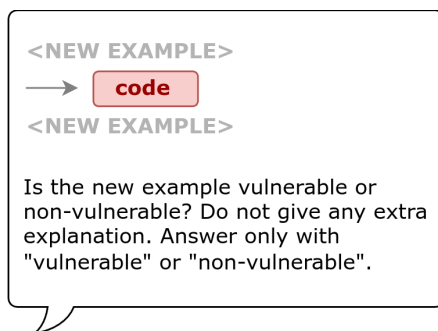 <NEW EXAMPLE>
code
<NEW EXAMPLE>
Is the new example vulnerable or
non-vulnerable? Do not give any extra
explanation. Answer only with
"vulnerable" or "non-vulnerable".